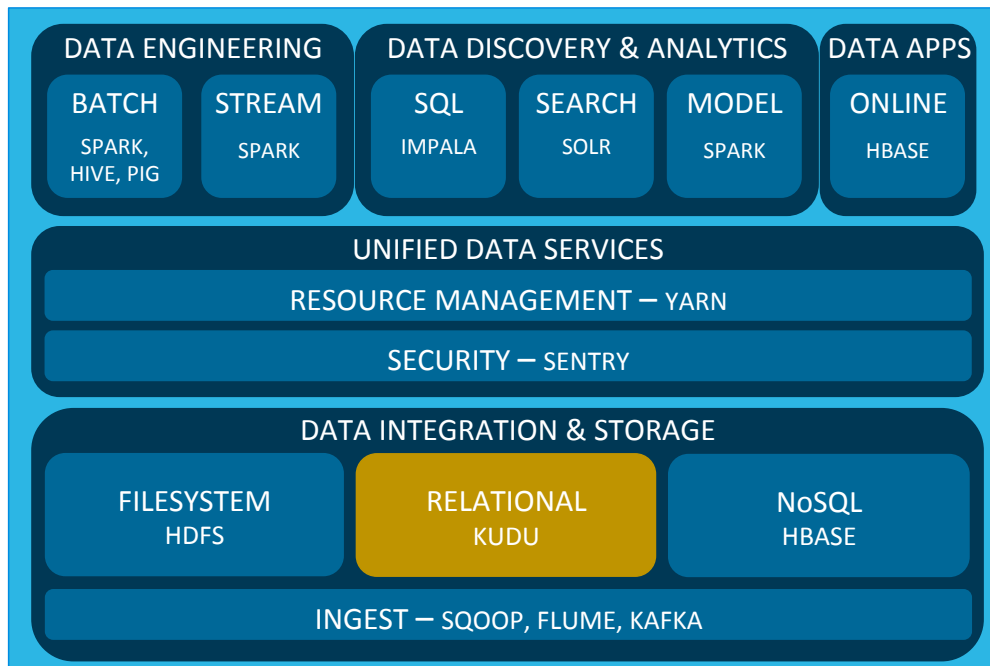 DATA ENGINEERING
BATCH
SPARK,
HIVE, PIG
STREAM
SPARK
DATA DISCOVERY & ANALYTICS
SQL
IMPALA
SEARCH
SOLR
MODEL
SPARK
DATA APPS
ONLINE
HBASE
UNIFIED DATA SERVICES
RESOURCE MANAGEMENT – YARN
SECURITY – SENTRY
DATA INTEGRATION & STORAGE
FILESYSTEM
HDFS
RELATIONAL
KUDU
NoSQL
HBASE
INGEST – SQOOP, FLUME, KAFKA